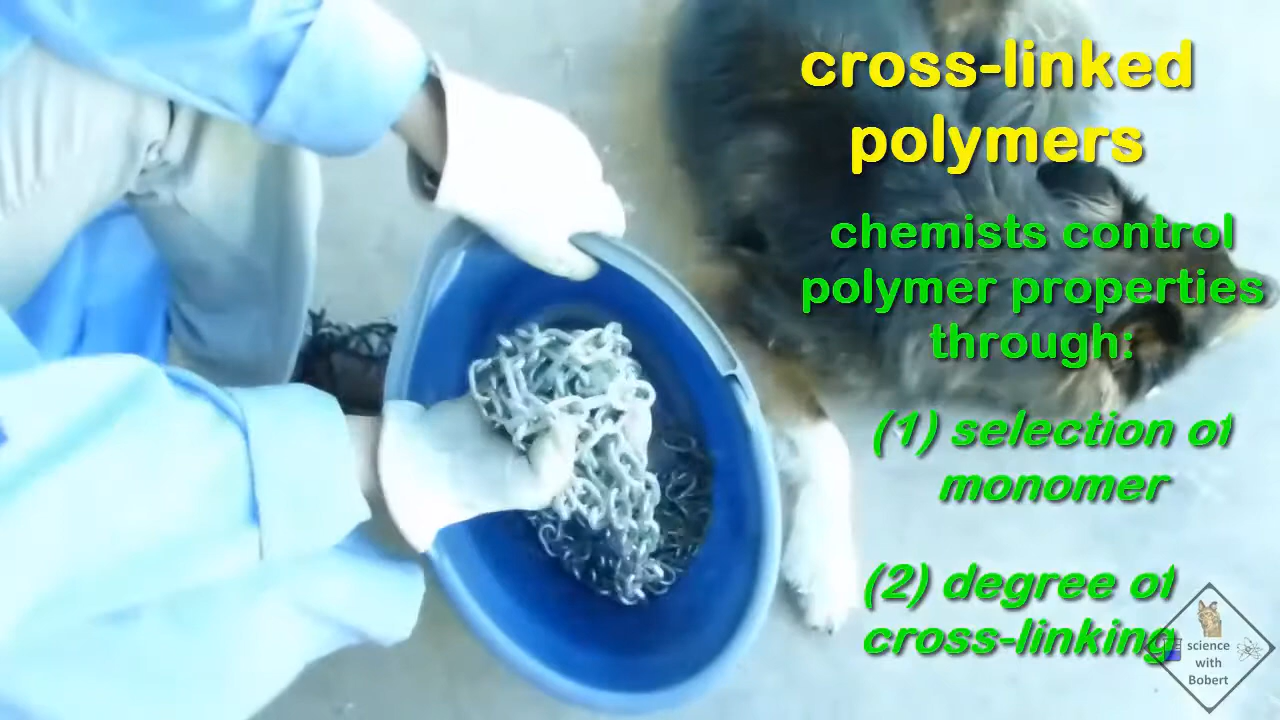 cross-linked
polymers
chemists control
polymer properties
through:
(1) selection of
monomer
(2) degree of
cross-linking
science
with
Bobert